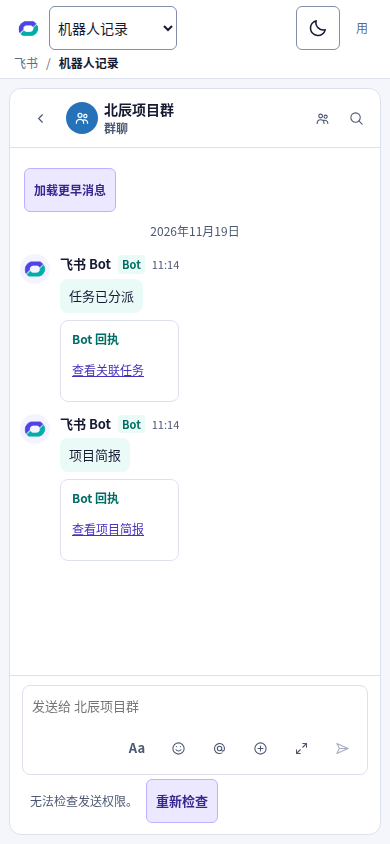 机器人记录
用
飞书 / 机器人记录
北辰项目群
群聊
加载更早消息
2026年11月19日
飞书 Bot Bot 11:14
任务已分派
Bot 回执
查看关联任务
飞书 Bot Bot 11:14
项目简报
Bot 回执
查看项目简报
发送给 北辰项目群
Aa
无法检查发送权限。 重新检查